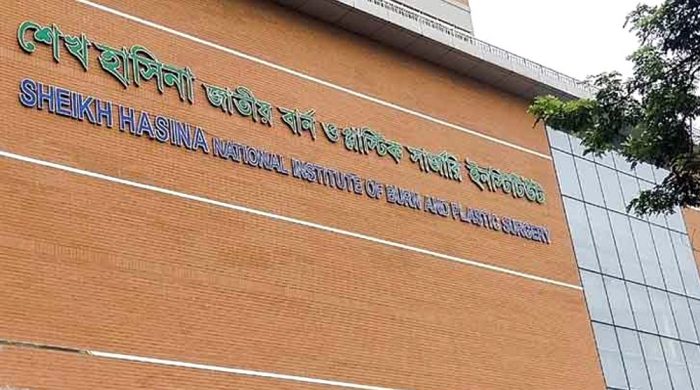 শেখ হাসিনা জাতীয় বার্ন ও প্লাস্টিক সার্জারি ইনস্টিটিউট
SHEIKH HASINA NATIONAL INSTITUTE OF BURN AND PLASTIC SURGERY